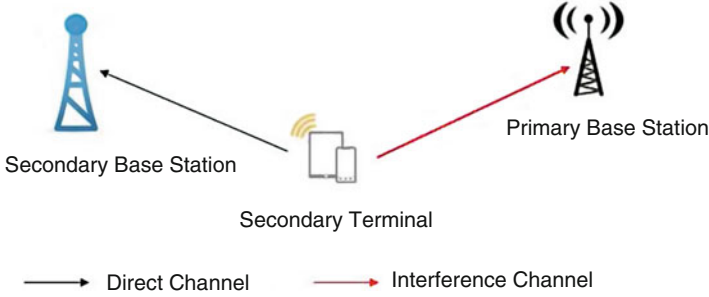 Primary Base Station
Secondary Base Station
Secondary Terminal
Direct Channel
Interference Channel